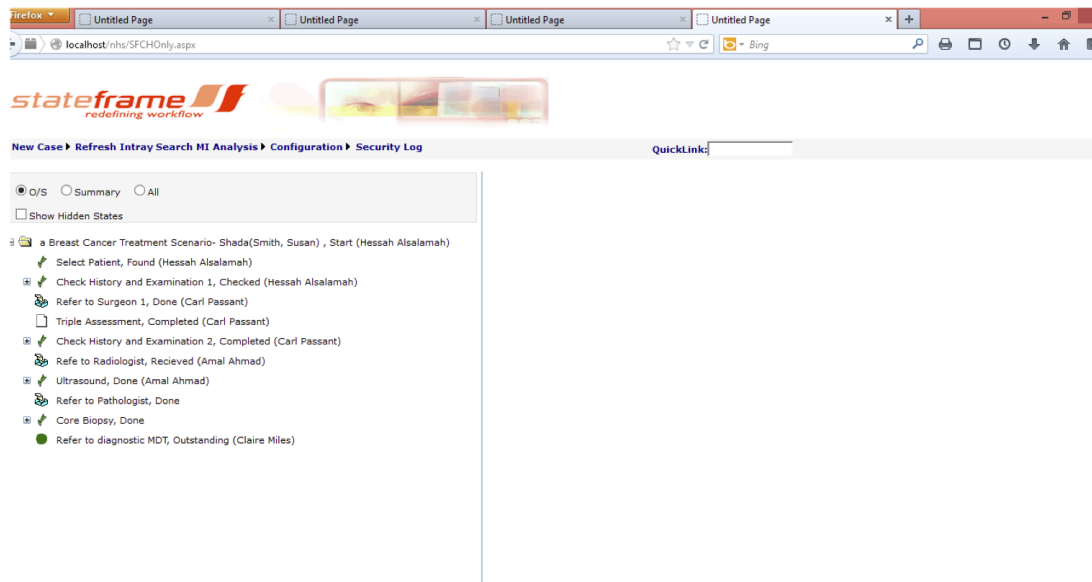 Firefox
Untitled Page × Untitled Page × Untitled Page × Untitled Page × +
localhost/nhs/SFCHOnly.aspx Bing
stateframe
redefining workflow
New Case Refresh Intray Search MI Analysis Configuration Security Log QuickLink:
O/S Summary All
Show Hidden States
a Breast Cancer Treatment Scenario- Shada(Smith, Susan) , Start (Hessah Alsalamah)
Select Patient, Found (Hessah Alsalamah)
Check History and Examination 1, Checked (Hessah Alsalamah)
Refer to Surgeon 1, Done (Carl Passant)
Triple Assessment, Completed (Carl Passant)
Check History and Examination 2, Completed (Carl Passant)
Refe to Radiologist, Recieved (Amal Ahmad)
Ultrasound, Done (Amal Ahmad)
Refer to Pathologist, Done
Core Biopsy, Done
Refer to diagnostic MDT, Outstanding (Claire Miles)